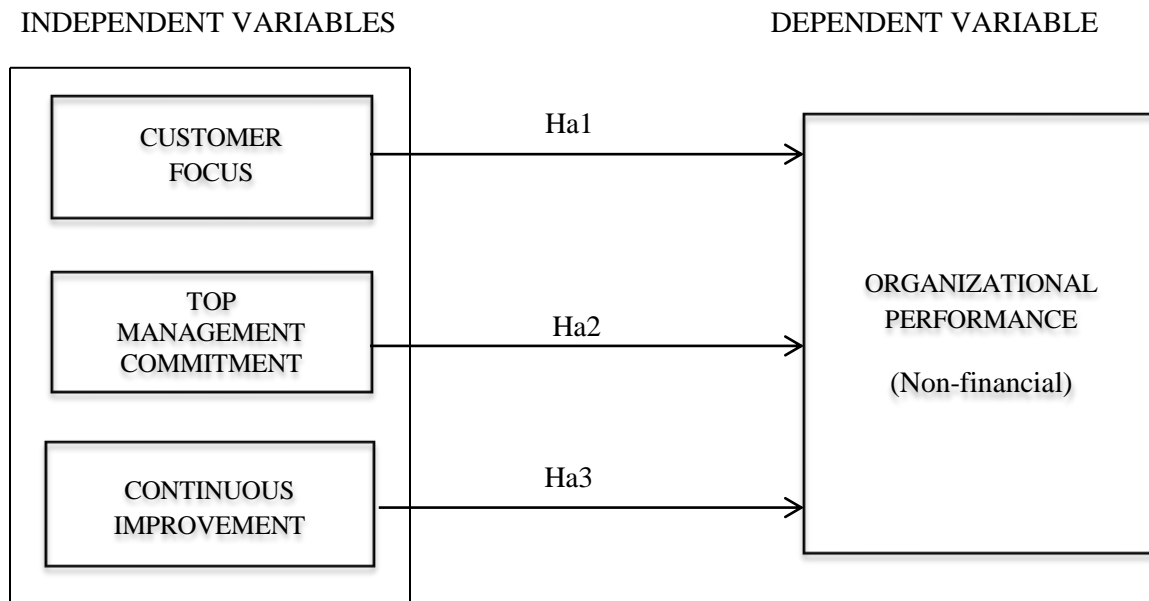 INDEPENDENT VARIABLES
DEPENDENT VARIABLE
CUSTOMER
FOCUS
Ha1
TOP
MANAGEMENT
COMMITMENT
Ha2
CONTINUOUS
IMPROVEMENT
Ha3
ORGANIZATIONAL
PERFORMANCE
(Non-financial)